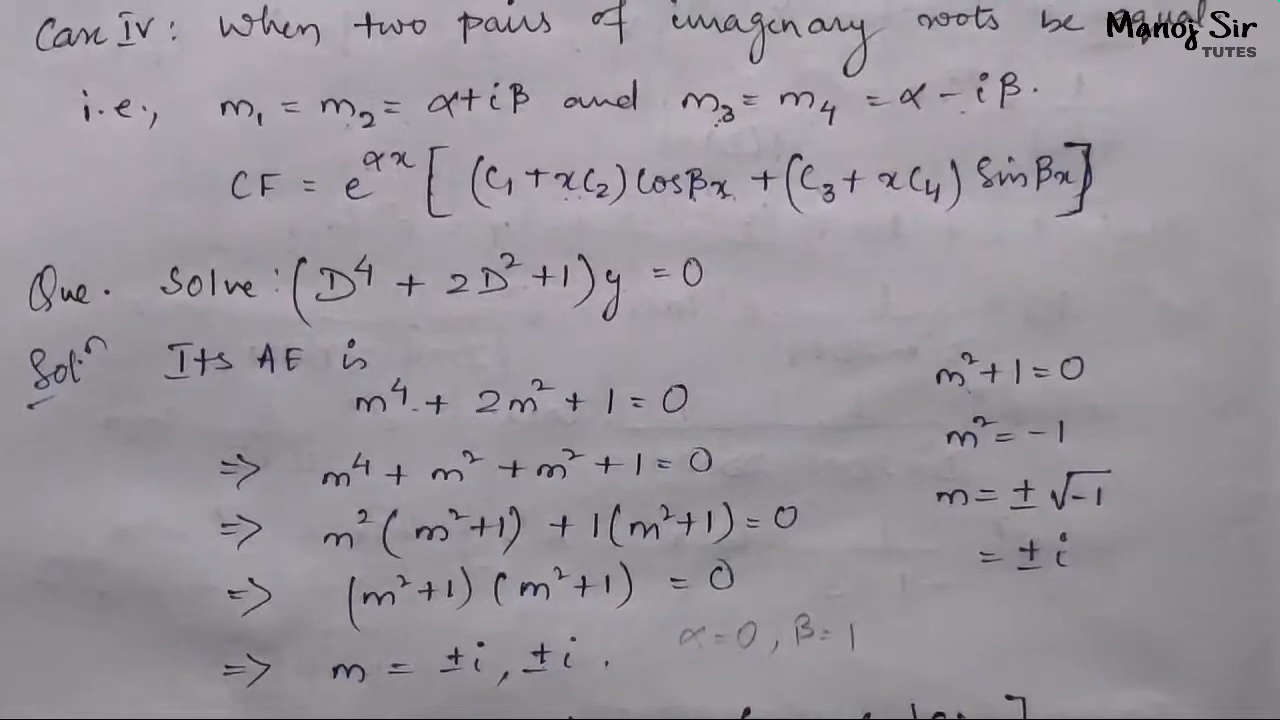 Case IV: When two pairs of imaginary roots be equal
Manoj Sir
TUTES
i.e., m₁ = m₂ = α+iβ and m₃ = m₄ = α-iβ.
CF = e^αx [ (C₁+xC₂) Cosβx + (C₃+xC₄) Sinβx ]
Que. Solve: (D⁴ + 2D² + 1)y = 0
Solⁿ Its AE is
m⁴ + 2m² + 1 = 0
=> m⁴ + m² + m² + 1 = 0
=> m²(m²+1) + 1(m²+1) = 0
=> (m²+1)(m²+1) = 0
=> m = ±i, ±i.
m²+1=0
m²=-1
m=±√-1
=±i
α=0, β=1